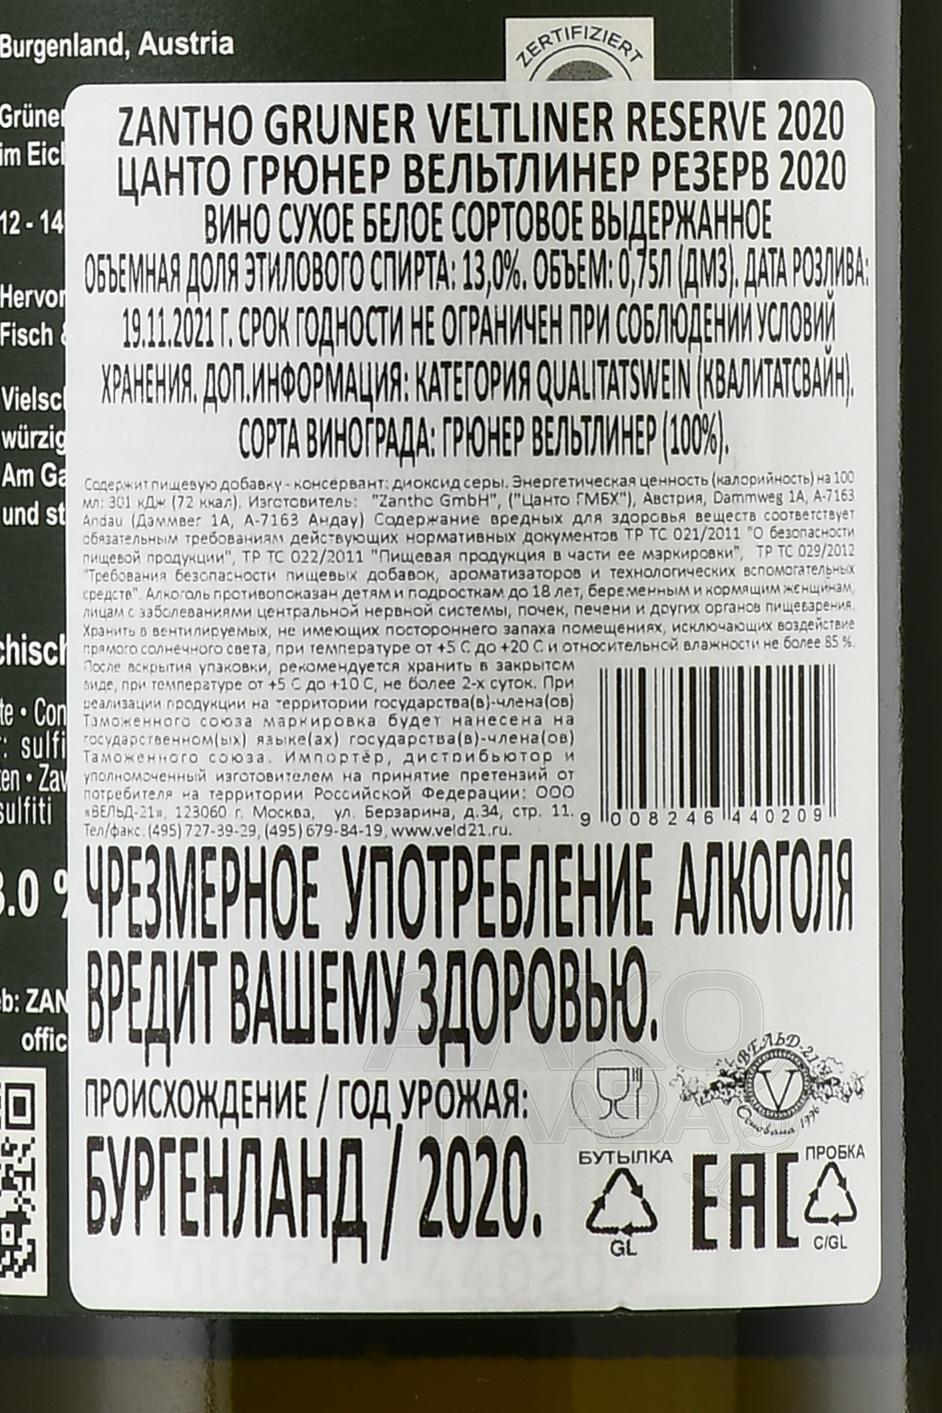 Burgenland, Austria
ZERTIFIZIERT
Grüner
im Eich
12 - 14
Hervor
Fisch &
Vielsch
würzig
Am Ga
und st
chisch
te • Con
: sulfi
en • Zaw
sulfiti
3.0 %
b: ZAN
offic
ZANTHO GRUNER VELTLINER RESERVE 2020
ЦАНТО ГРЮНЕР ВЕЛЬТЛИНЕР РЕЗЕРВ 2020
ВИНО СУХОЕ БЕЛОЕ СОРТОВОЕ ВЫДЕРЖАННОЕ
ОБЪЕМНАЯ ДОЛЯ ЭТИЛОВОГО СПИРТА: 13,0%. ОБЪЕМ: 0,75Л (ДМ3). ДАТА РОЗЛИВА:
19.11.2021 Г. СРОК ГОДНОСТИ НЕ ОГРАНИЧЕН ПРИ СОБЛЮДЕНИИ УСЛОВИЙ
ХРАНЕНИЯ. ДОП.ИНФОРМАЦИЯ: КАТЕГОРИЯ QUALITATSWEIN (КВАЛИТАТСВАЙН).
СОРТА ВИНОГРАДА: ГРЮНЕР ВЕЛЬТЛИНЕР (100%).
Содержит пищевую добавку - консервант: диоксид серы. Энергетическая ценность (калорийность) на 100
мл: 301 кДж (72 ккал). Изготовитель: "Zantho GmbH", ("Цанто ГМБХ"), Австрия, Dammweg 1A, A-7163
Andau (Даммвег 1А, А-7163 Андау) Содержание вредных для здоровья веществ соответствует
обязательным требованиям действующих нормативных документов ТР ТС 021/2011 "О безопасности
пищевой продукции", ТР ТС 022/2011 "Пищевая продукция в части ее маркировки", ТР ТС 029/2012
"Требования безопасности пищевых добавок, ароматизаторов и технологических вспомогательных
средств". Алкоголь противопоказан детям и подросткам до 18 лет, беременным и кормящим женщинам,
лицам с заболеваниями центральной нервной системы, почек, печени и других органов пищеварения.
Хранить в вентилируемых, не имеющих постороннего запаха помещениях, исключающих воздействие
прямого солнечного света, при температуре от +5 С до +20 С и относительной влажности не более 85 %.
После вскрытия упаковки, рекомендуется хранить в закрытом
виде, при температуре от +5 С до +10 С, не более 2-х суток. При
реализации продукции на территории государства(в)-члена(ов)
Таможенного союза маркировка будет нанесена на
государственном(ых) языке(ах) государства(в)-члена(ов)
Таможенного союза. Импортёр, дистрибьютор и
уполномоченный изготовителем на принятие претензий от
потребителя на территории Российской Федерации: ООО
«ВЕЛЬД-21», 123060 г. Москва, ул. Берзарина, д.34, стр. 11.
Тел/факс. (495) 727-39-29, (495) 679-84-19, www.veld21.ru.
9 008246 440209
ЧРЕЗМЕРНОЕ УПОТРЕБЛЕНИЕ АЛКОГОЛЯ
ВРЕДИТ ВАШЕМУ ЗДОРОВЬЮ.
ПРОИСХОЖДЕНИЕ / ГОД УРОЖАЯ:
БУРГЕНЛАНД / 2020.
ВЕЛЬД-21
V
Основана 1996
БУТЫЛКА
GL
EAC
ПРОБКА
C/GL
АЛКО
ПЛАЗА